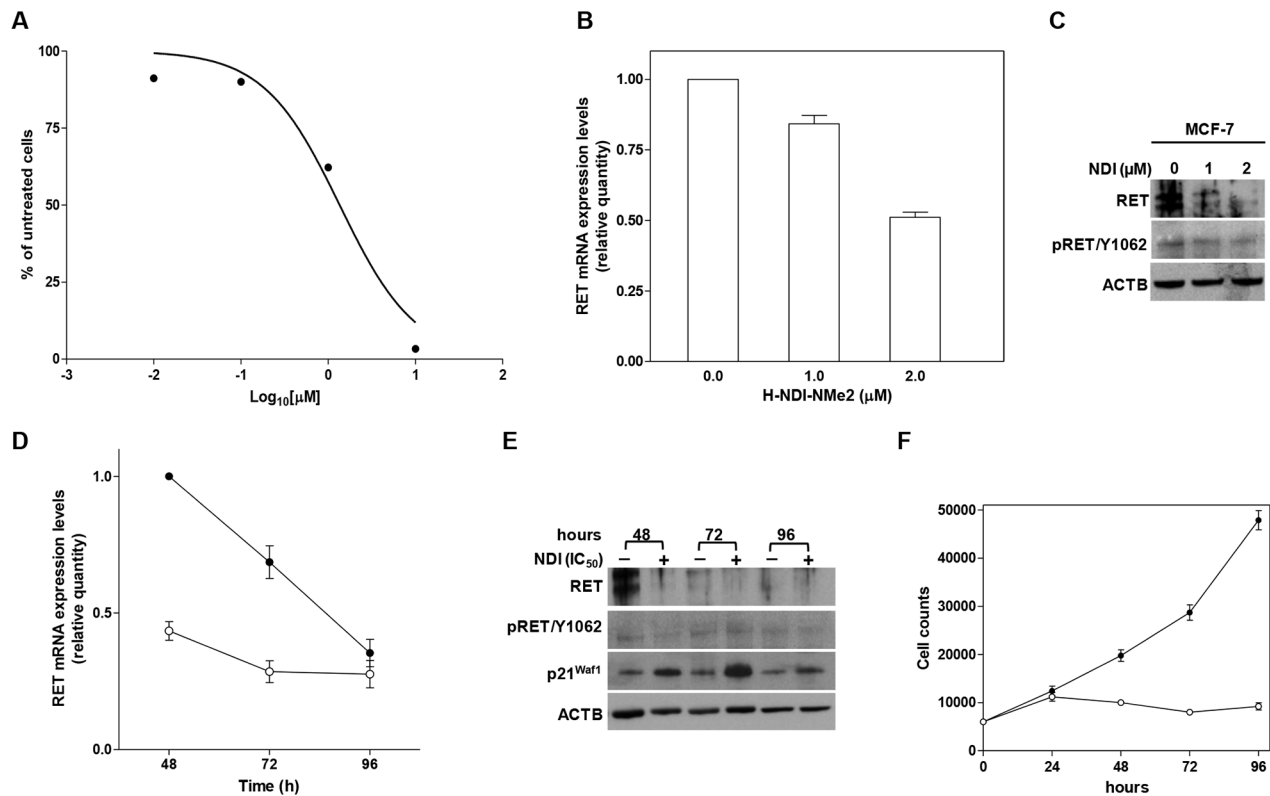 A
100
75
50
25
0
% of untreated cells
-3 -2 -1 0 1 2
Log10[µM]
B
1.00
0.75
0.50
0.25
0.00
RET mRNA expression levels
(relative quantity)
0.0 1.0 2.0
H-NDI-NMe2 (µM)
C
MCF-7
NDI (µM) 0 1 2
RET
pRET/Y1062
ACTB
D
1.0
0.5
0.0
RET mRNA expression levels
(relative quantity)
48 72 96
Time (h)
E
hours 48 72 96
NDI (IC50) – + – + – +
RET
pRET/Y1062
p21Waf1
ACTB
F
50000
40000
30000
20000
10000
0
Cell counts
0 24 48 72 96
hours